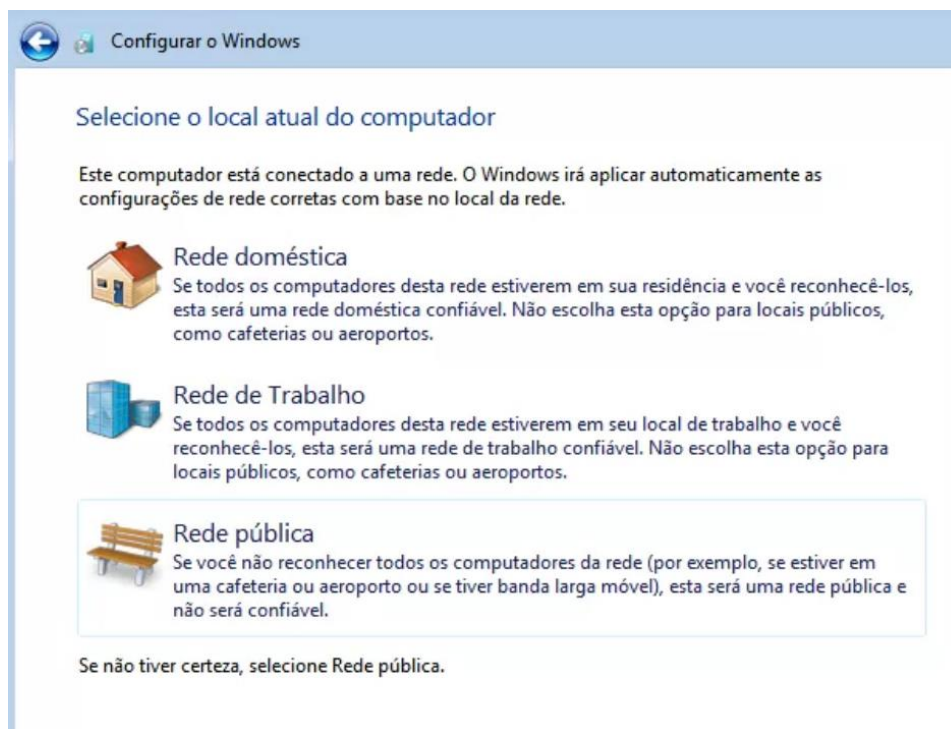 Configurar o Windows
Selecione o local atual do computador
Este computador está conectado a uma rede. O Windows irá aplicar automaticamente as
configurações de rede corretas com base no local da rede.
Rede doméstica
Se todos os computadores desta rede estiverem em sua residência e você reconhecê-los,
esta será uma rede doméstica confiável. Não escolha esta opção para locais públicos,
como cafeterias ou aeroportos.
Rede de Trabalho
Se todos os computadores desta rede estiverem em seu local de trabalho e você
reconhecê-los, esta será uma rede de trabalho confiável. Não escolha esta opção para
locais públicos, como cafeterias ou aeroportos.
Rede pública
Se você não reconhecer todos os computadores da rede (por exemplo, se estiver em
uma cafeteria ou aeroporto ou se tiver banda larga móvel), esta será uma rede pública e
não será confiável.
Se não tiver certeza, selecione Rede pública.